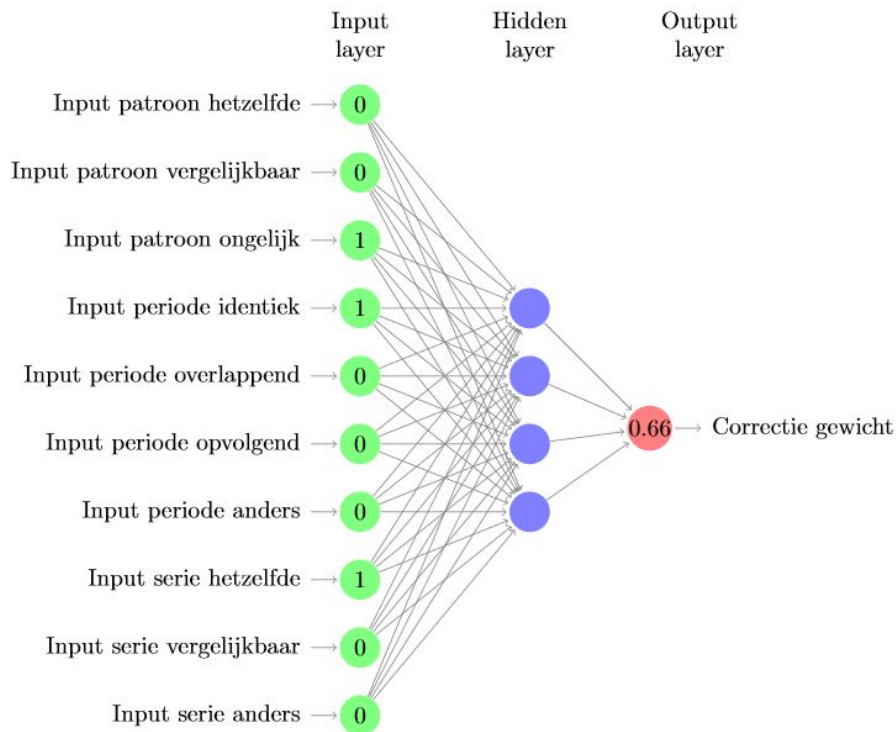 Input
layer
Hidden
layer
Output
layer
Input patroon hetzelfde
0
Input patroon vergelijkbaar
0
Input patroon ongelijk
1
Input periode identiek
1
Input periode overlappend
0
Input periode opvolgend
0
0.66
Correctie gewicht
Input periode anders
0
Input serie hetzelfde
1
Input serie vergelijkbaar
0
Input serie anders
0